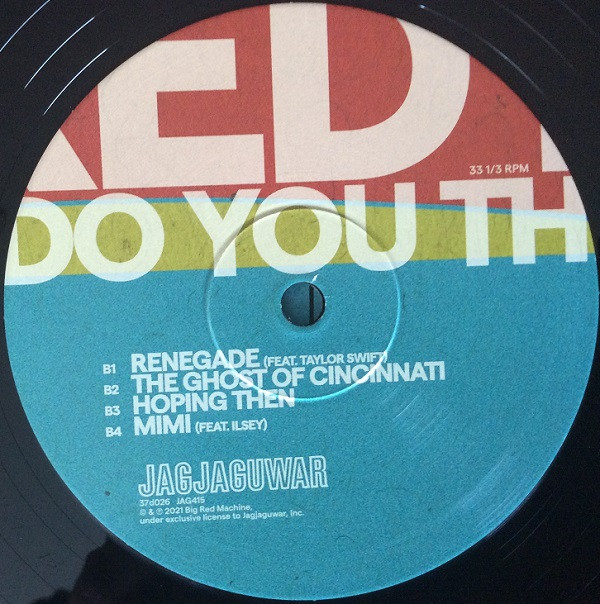 RED
33 1/3 RPM
DO YOU TH
B1 RENEGADE (FEAT. TAYLOR SWIFT)
B2 THE GHOST OF CINCINNATI
B3 HOPING THEN
B4 MIMI (FEAT. ILSEY)
JAGJAGUWAR
37d026 JAG415
© & ℗ 2021 Big Red Machine,
under exclusive license to Jagjaguwar, Inc.